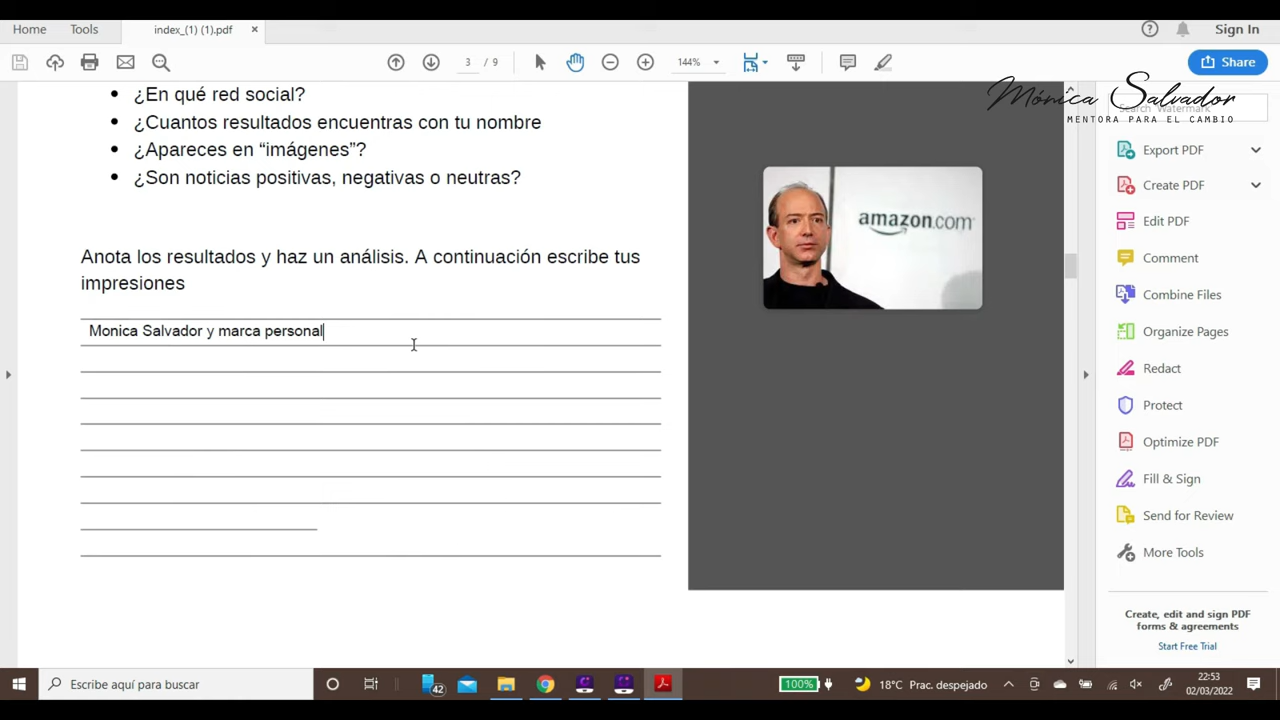 Home
Tools
index_(1) (1).pdf
Sign In
3 / 9
144%
Share
Mónica Salvador
MENTORA PARA EL CAMBIO
Search 'Watermark'
• ¿En qué red social?
• ¿Cuantos resultados encuentras con tu nombre
• ¿Apareces en “imágenes”?
• ¿Son noticias positivas, negativas o neutras?
Anota los resultados y haz un análisis. A continuación escribe tus
impresiones
Monica Salvador y marca personal
amazon.com
Export PDF
Create PDF
Edit PDF
Comment
Combine Files
Organize Pages
Redact
Protect
Optimize PDF
Fill & Sign
Send for Review
More Tools
Create, edit and sign PDF
forms & agreements
Start Free Trial
Escribe aquí para buscar
42
100%
18°C Prac. despejado
22:53
02/03/2022